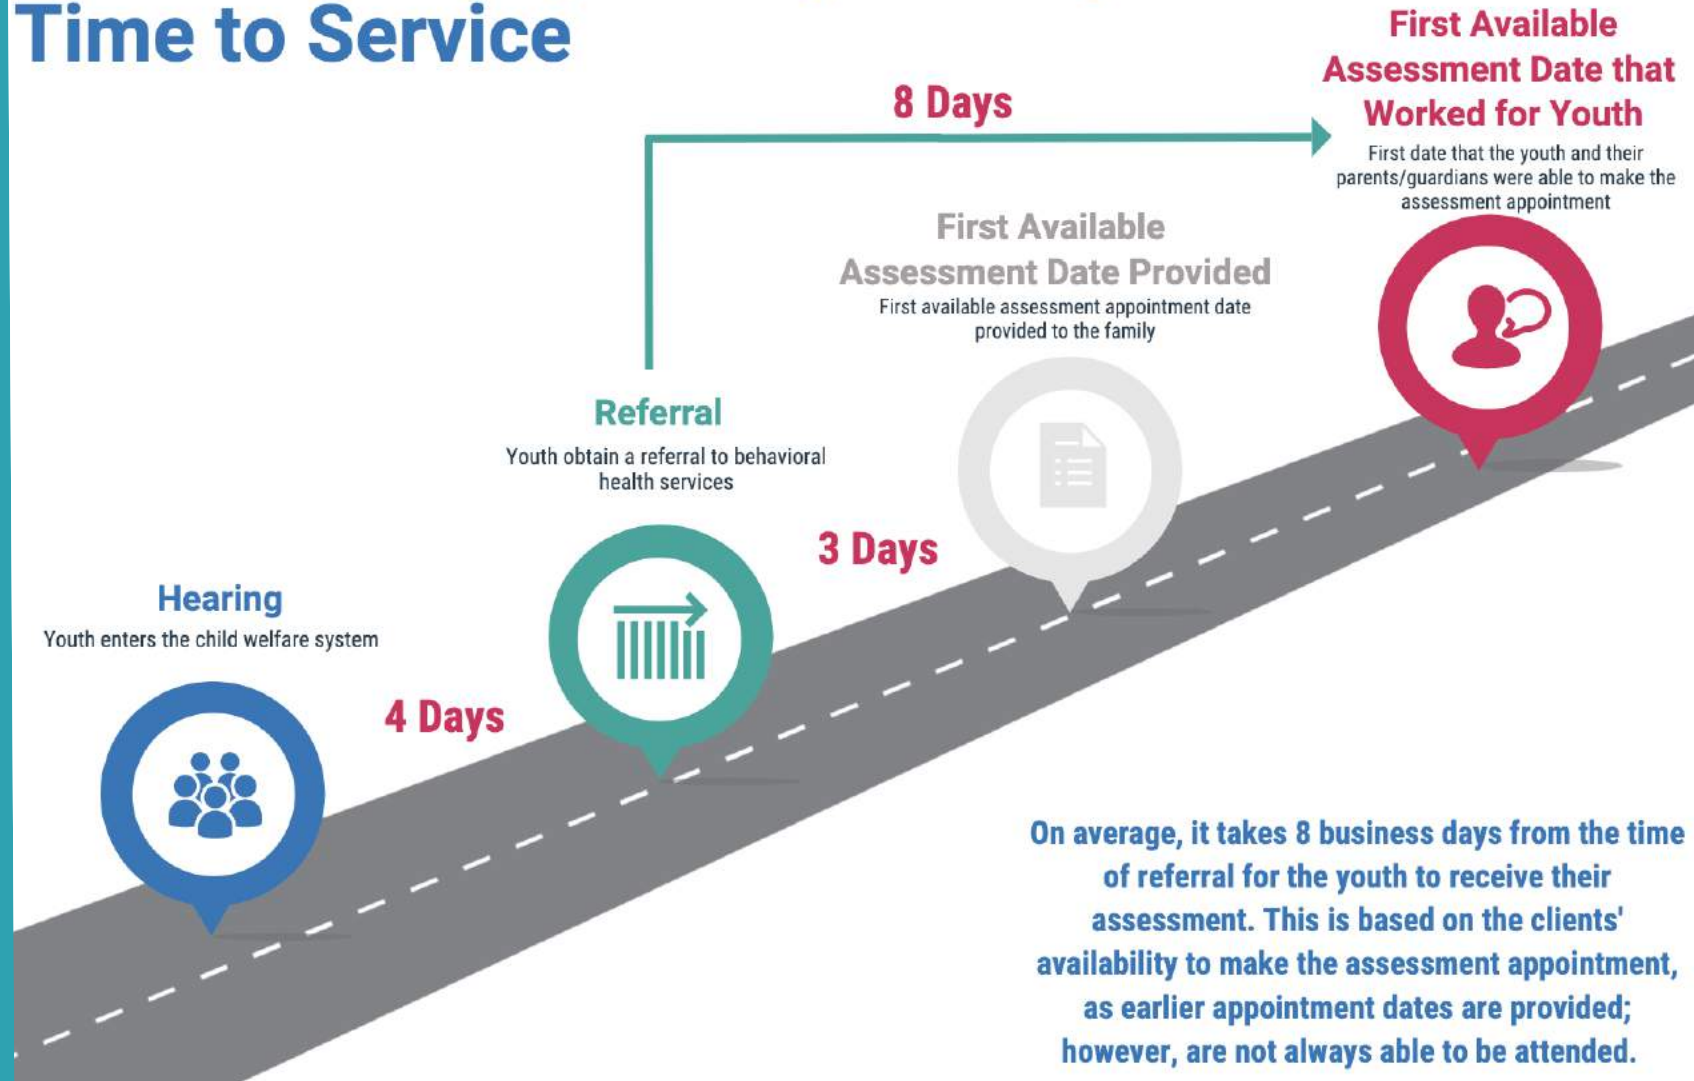 Time to Service
First Available
Assessment Date that
Worked for Youth
First date that the youth and their
parents/guardians were able to make the
assessment appointment
8 Days
First Available
Assessment Date Provided
First available assessment appointment date
provided to the family
Referral
Youth obtain a referral to behavioral
health services
3 Days
Hearing
Youth enters the child welfare system
4 Days
On average, it takes 8 business days from the time
of referral for the youth to receive their
assessment. This is based on the clients'
availability to make the assessment appointment,
as earlier appointment dates are provided;
however, are not always able to be attended.